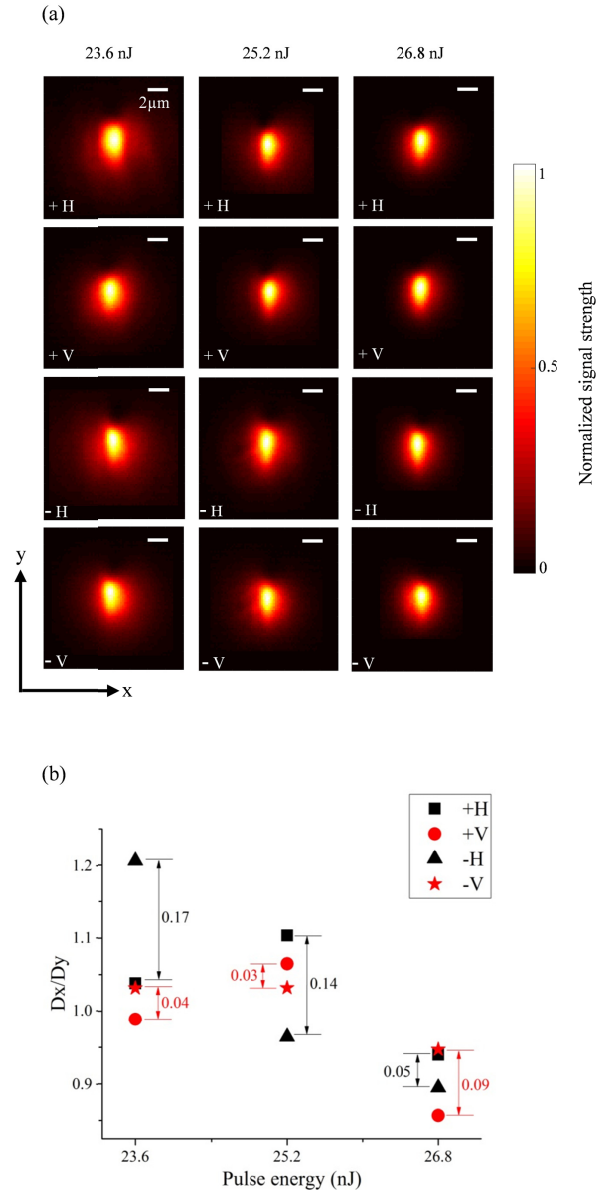 (a)
23.6 nJ 25.2 nJ 26.8 nJ
2µm
+ H + H + H
+ V + V + V
- H - H - H
- V - V - V
y
x
1
0.5
0
Normalized signal strength
(b)
+H
+V
-H
-V
1.2
1.1
1.0
0.9
Dx/Dy
0.17
0.04
0.03
0.14
0.05
0.09
23.6 25.2 26.8
Pulse energy (nJ)